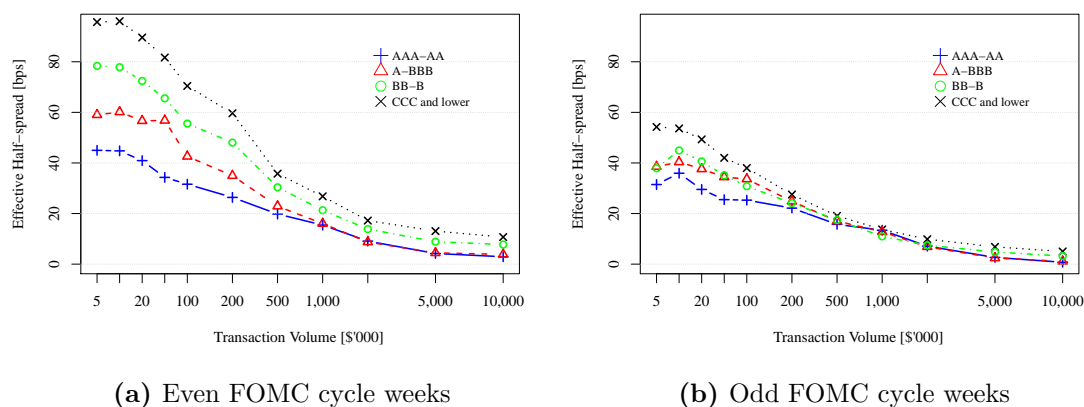 Effective Half−spread [bps]
80
60
40
20
0
AAA−AA
A−BBB
BB−B
CCC and lower
5 20 100 200 500 1,000 5,000 10,000
Transaction Volume [$'000]
(a) Even FOMC cycle weeks
Effective Half−spread [bps]
80
60
40
20
0
AAA−AA
A−BBB
BB−B
CCC and lower
5 20 100 200 500 1,000 5,000 10,000
Transaction Volume [$'000]
(b) Odd FOMC cycle weeks